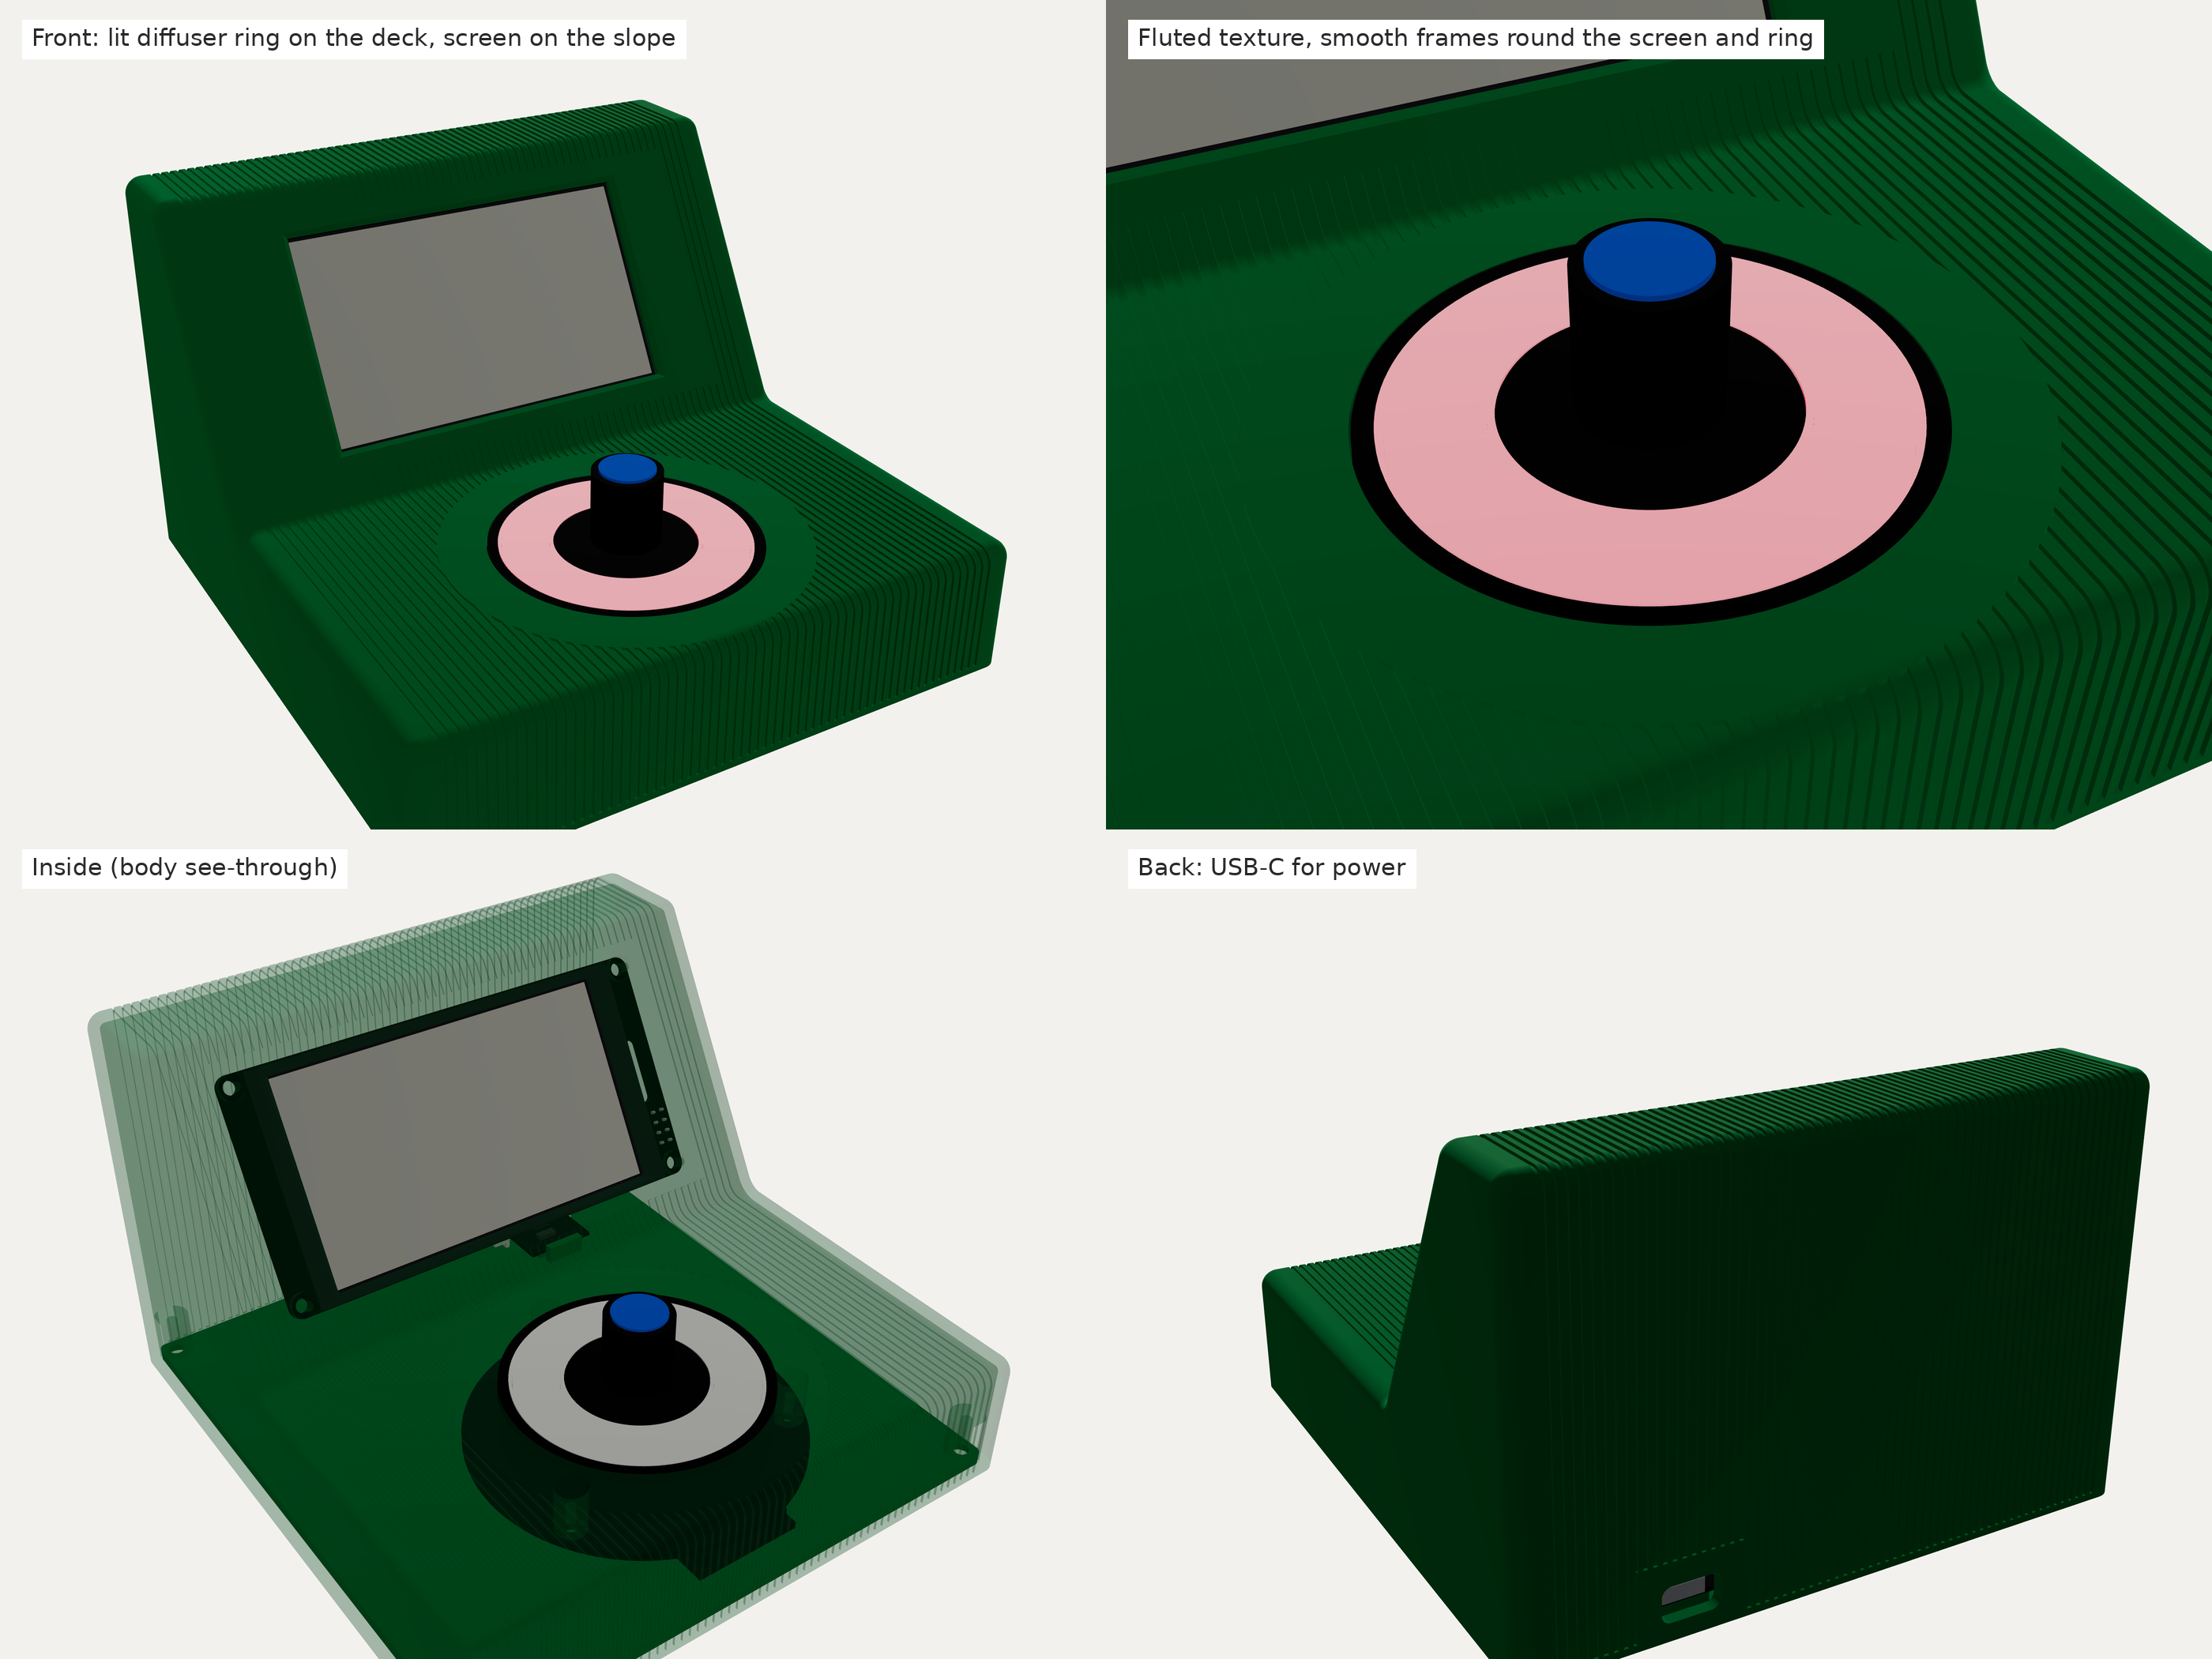 Front: lit diffuser ring on the deck, screen on the slope
Fluted texture, smooth frames round the screen and ring
Inside (body see-through)
Back: USB-C for power